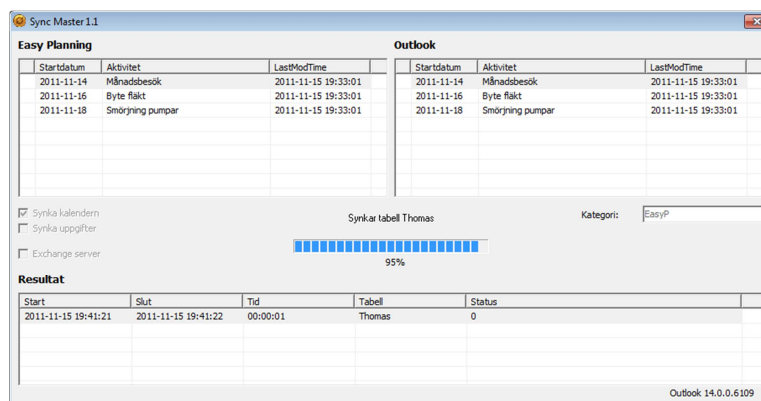 Sync Master 1.1
Easy Planning
Startdatum Aktivitet LastModTime
2011-11-14 Månadsbesök 2011-11-15 19:33:01
2011-11-16 Byte fläkt 2011-11-15 19:33:01
2011-11-18 Smörjning pumpar 2011-11-15 19:33:01
Outlook
Startdatum Aktivitet LastModTime
2011-11-14 Månadsbesök 2011-11-15 19:33:01
2011-11-16 Byte fläkt 2011-11-15 19:33:01
2011-11-18 Smörjning pumpar 2011-11-15 19:33:01
Synka kalendern
Synka uppgifter
Exchange server
Synkar tabell Thomas
95%
Kategori: EasyP
Resultat
Start Slut Tid Tabell Status
2011-11-15 19:41:21 2011-11-15 19:41:22 00:00:01 Thomas 0
Outlook 14.0.0.6109